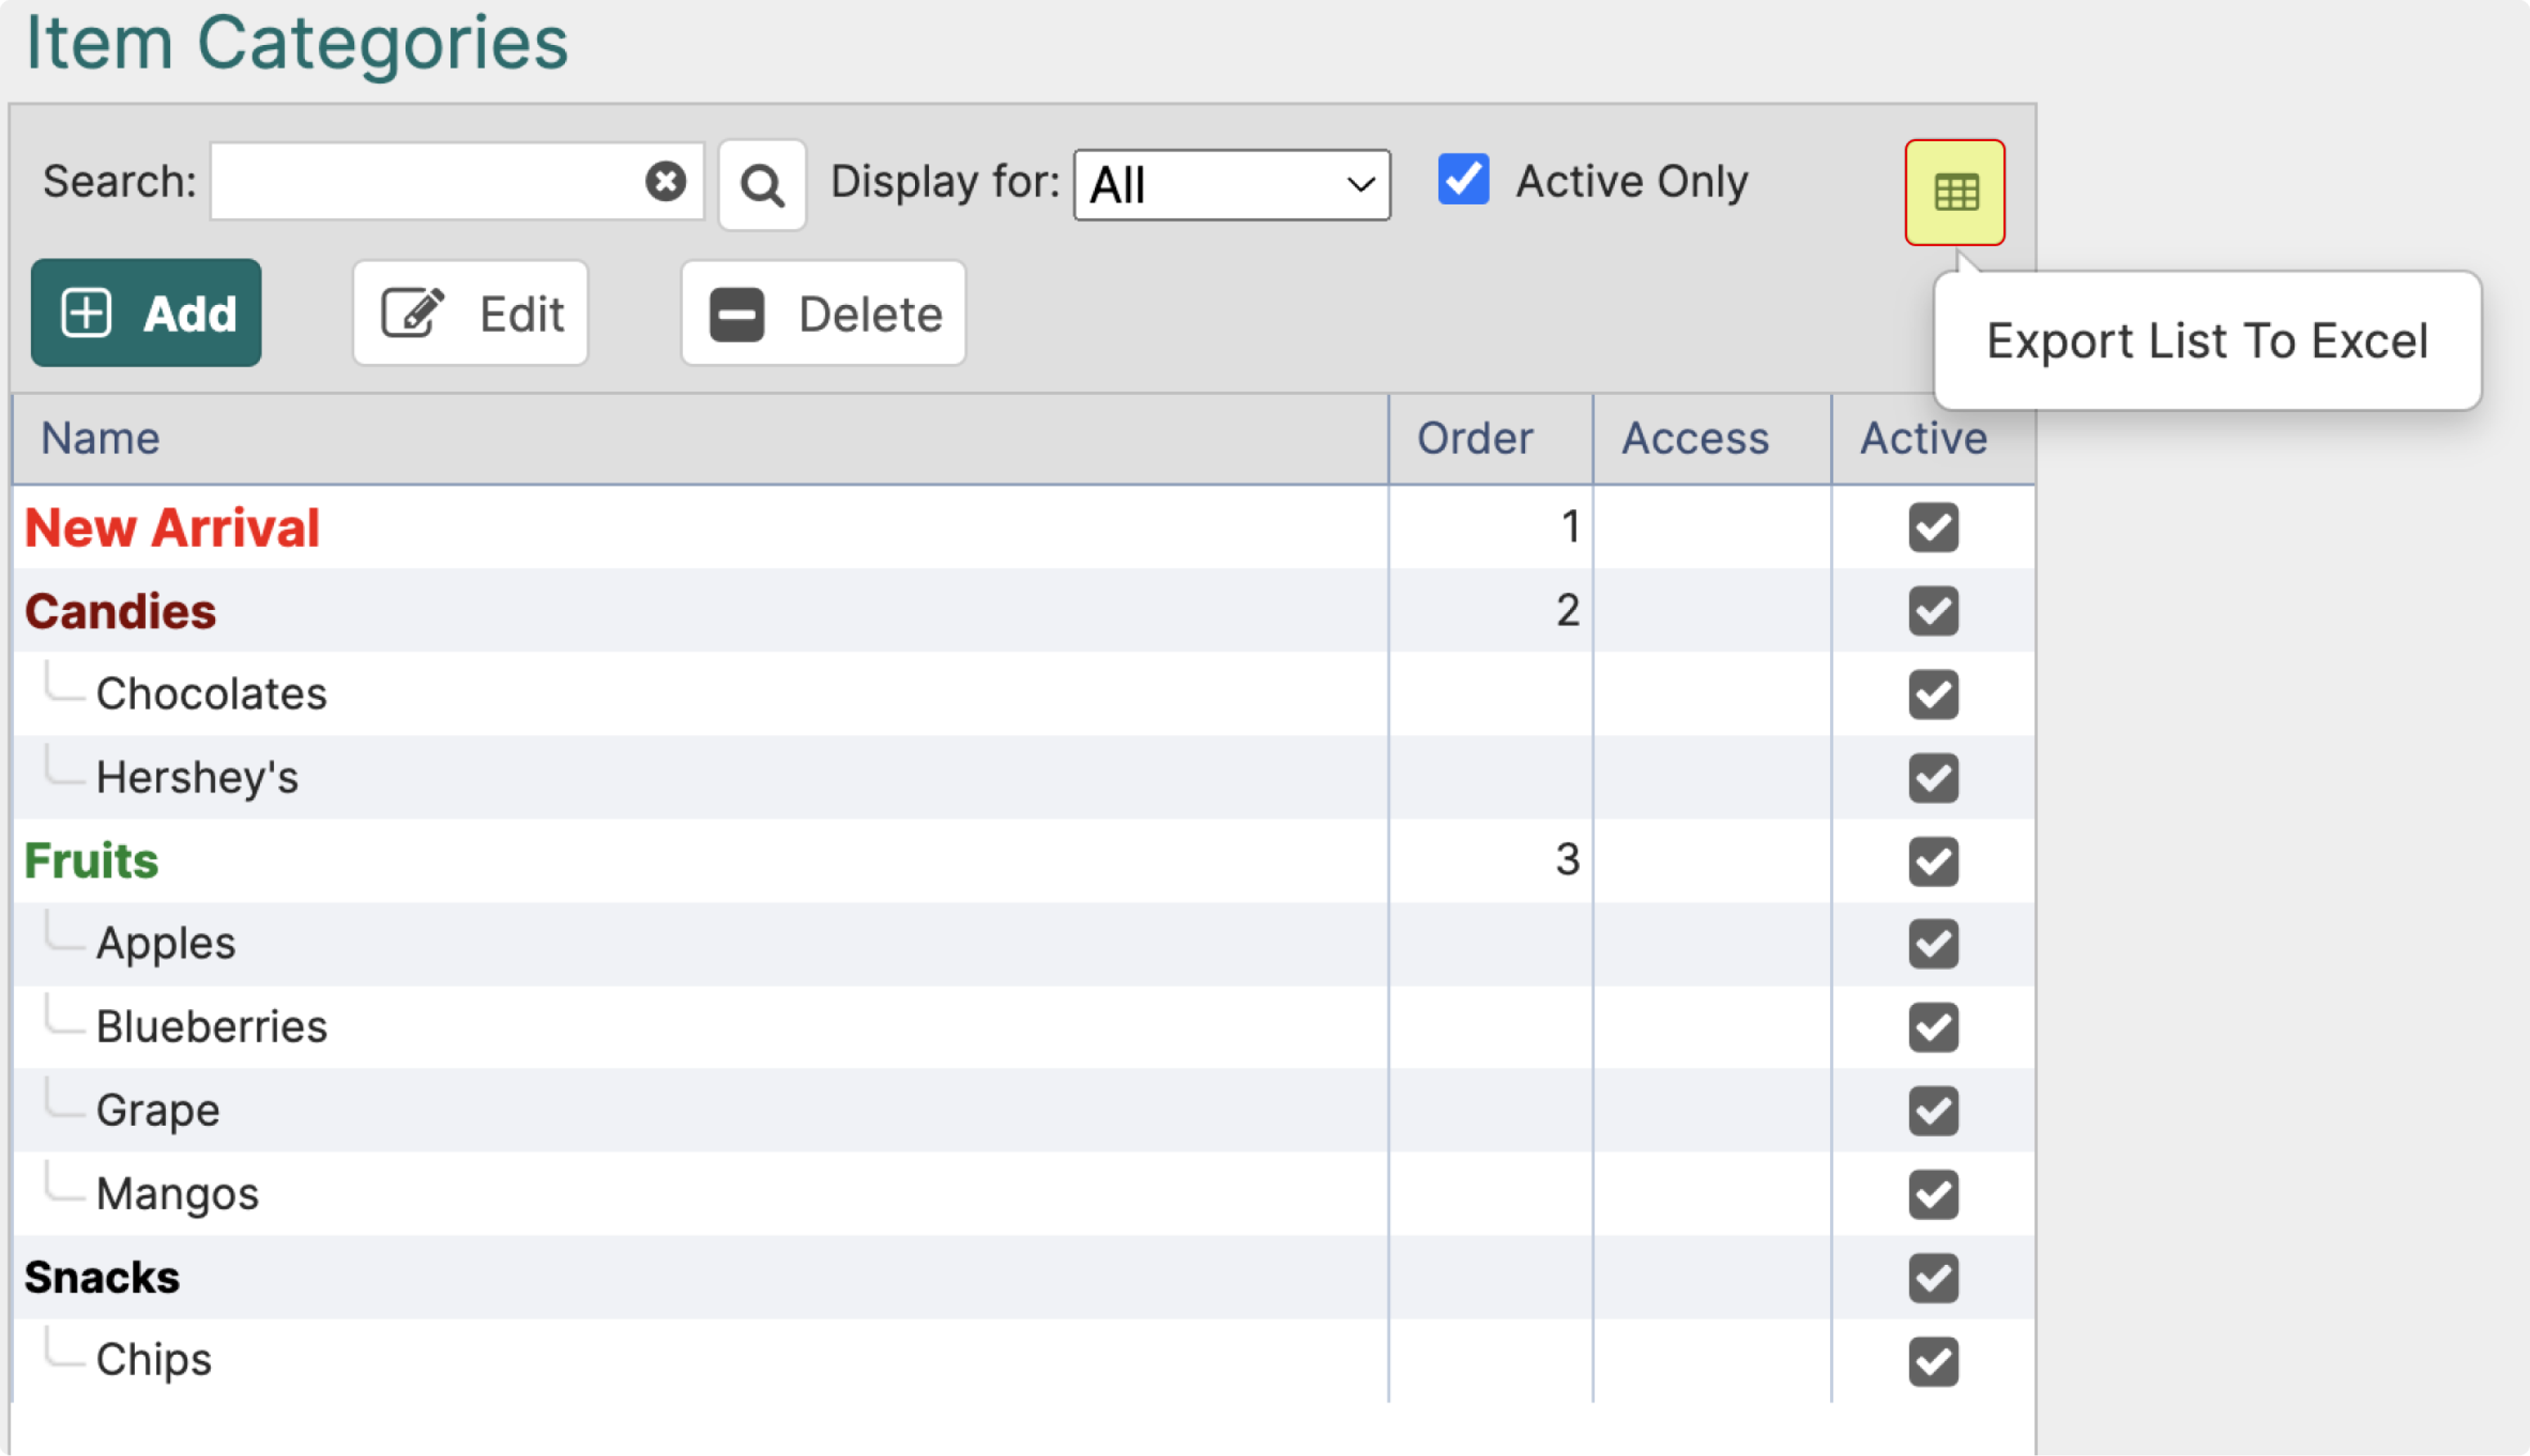 Item Categories
Search: Display for: All Active Only
Add Edit Delete
Export List To Excel
Name Order Access Active
New Arrival 1
Candies 2
Chocolates
Hershey's
Fruits 3
Apples
Blueberries
Grape
Mangos
Snacks
Chips